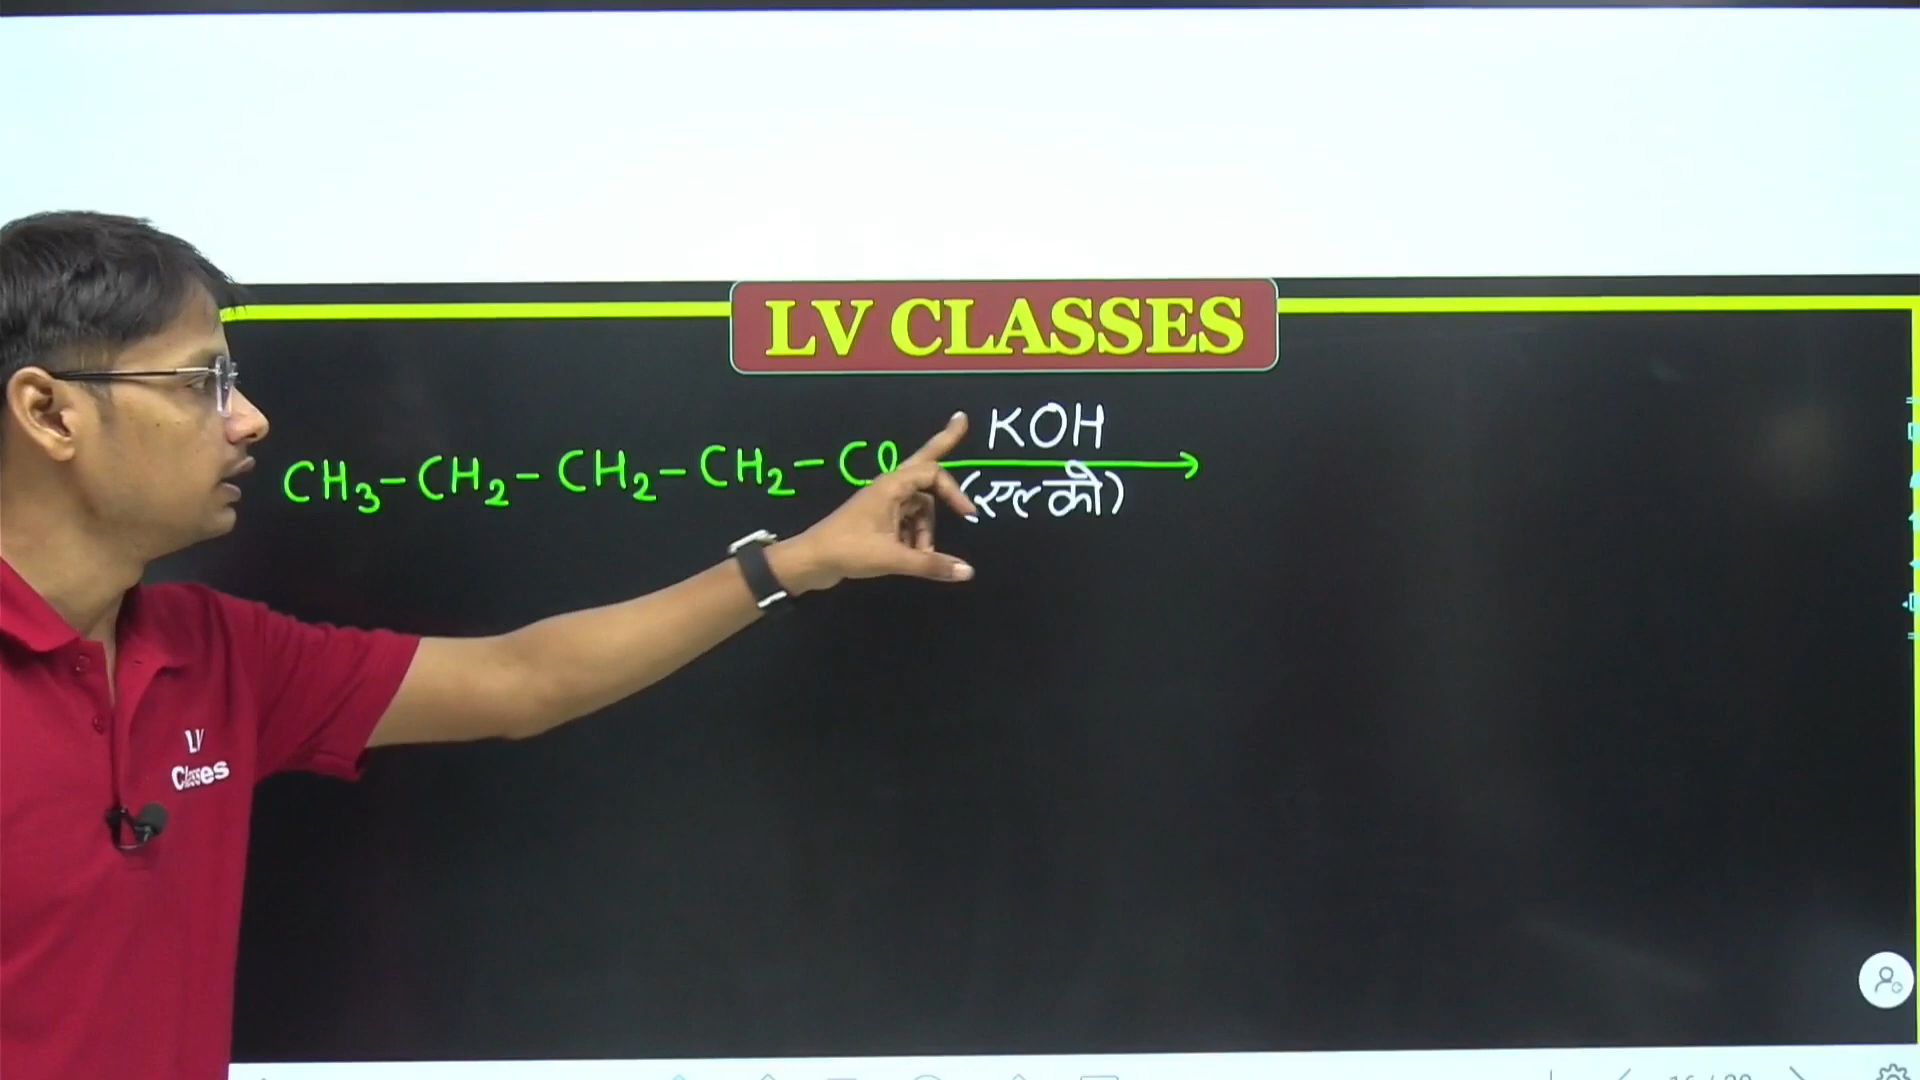 LV CLASSES
CH3-CH2-CH2-CH2-Cl
KOH
(एल्को)
LV
Classes